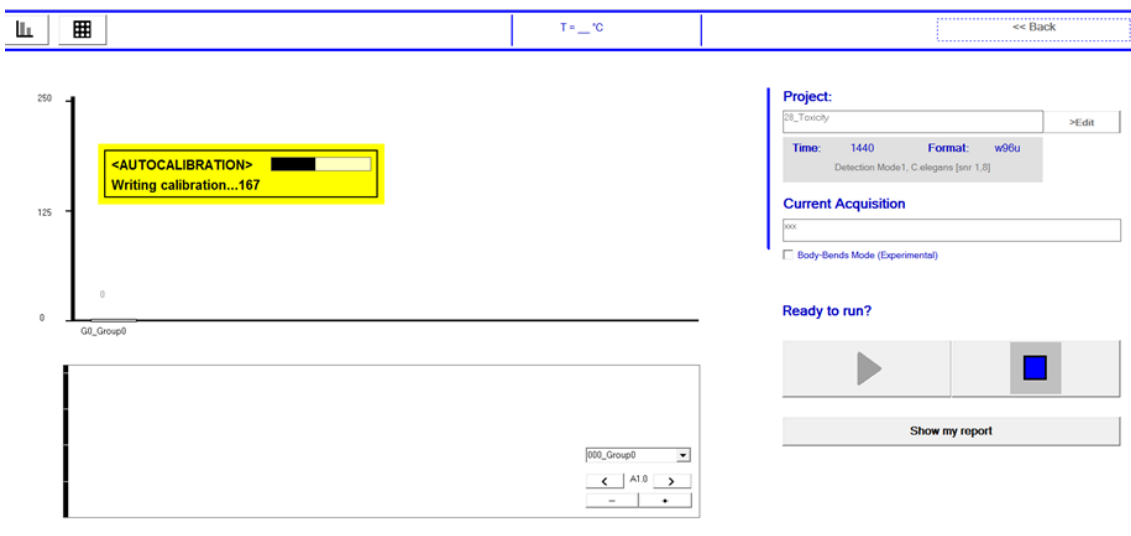 T = __ °C
<< Back
250
<AUTOCALIBRATION>
Writing calibration...167
125
0
0
G0_Group0
Project:
28_Toxicity
>Edit
Time: 1440 Format: w96u
Detection Mode1, C.elegans [snr 1,8]
Current Acquisition
xxx
Body-Bends Mode (Experimental)
Ready to run?
Show my report
000_Group0
< A1.0 >
- +